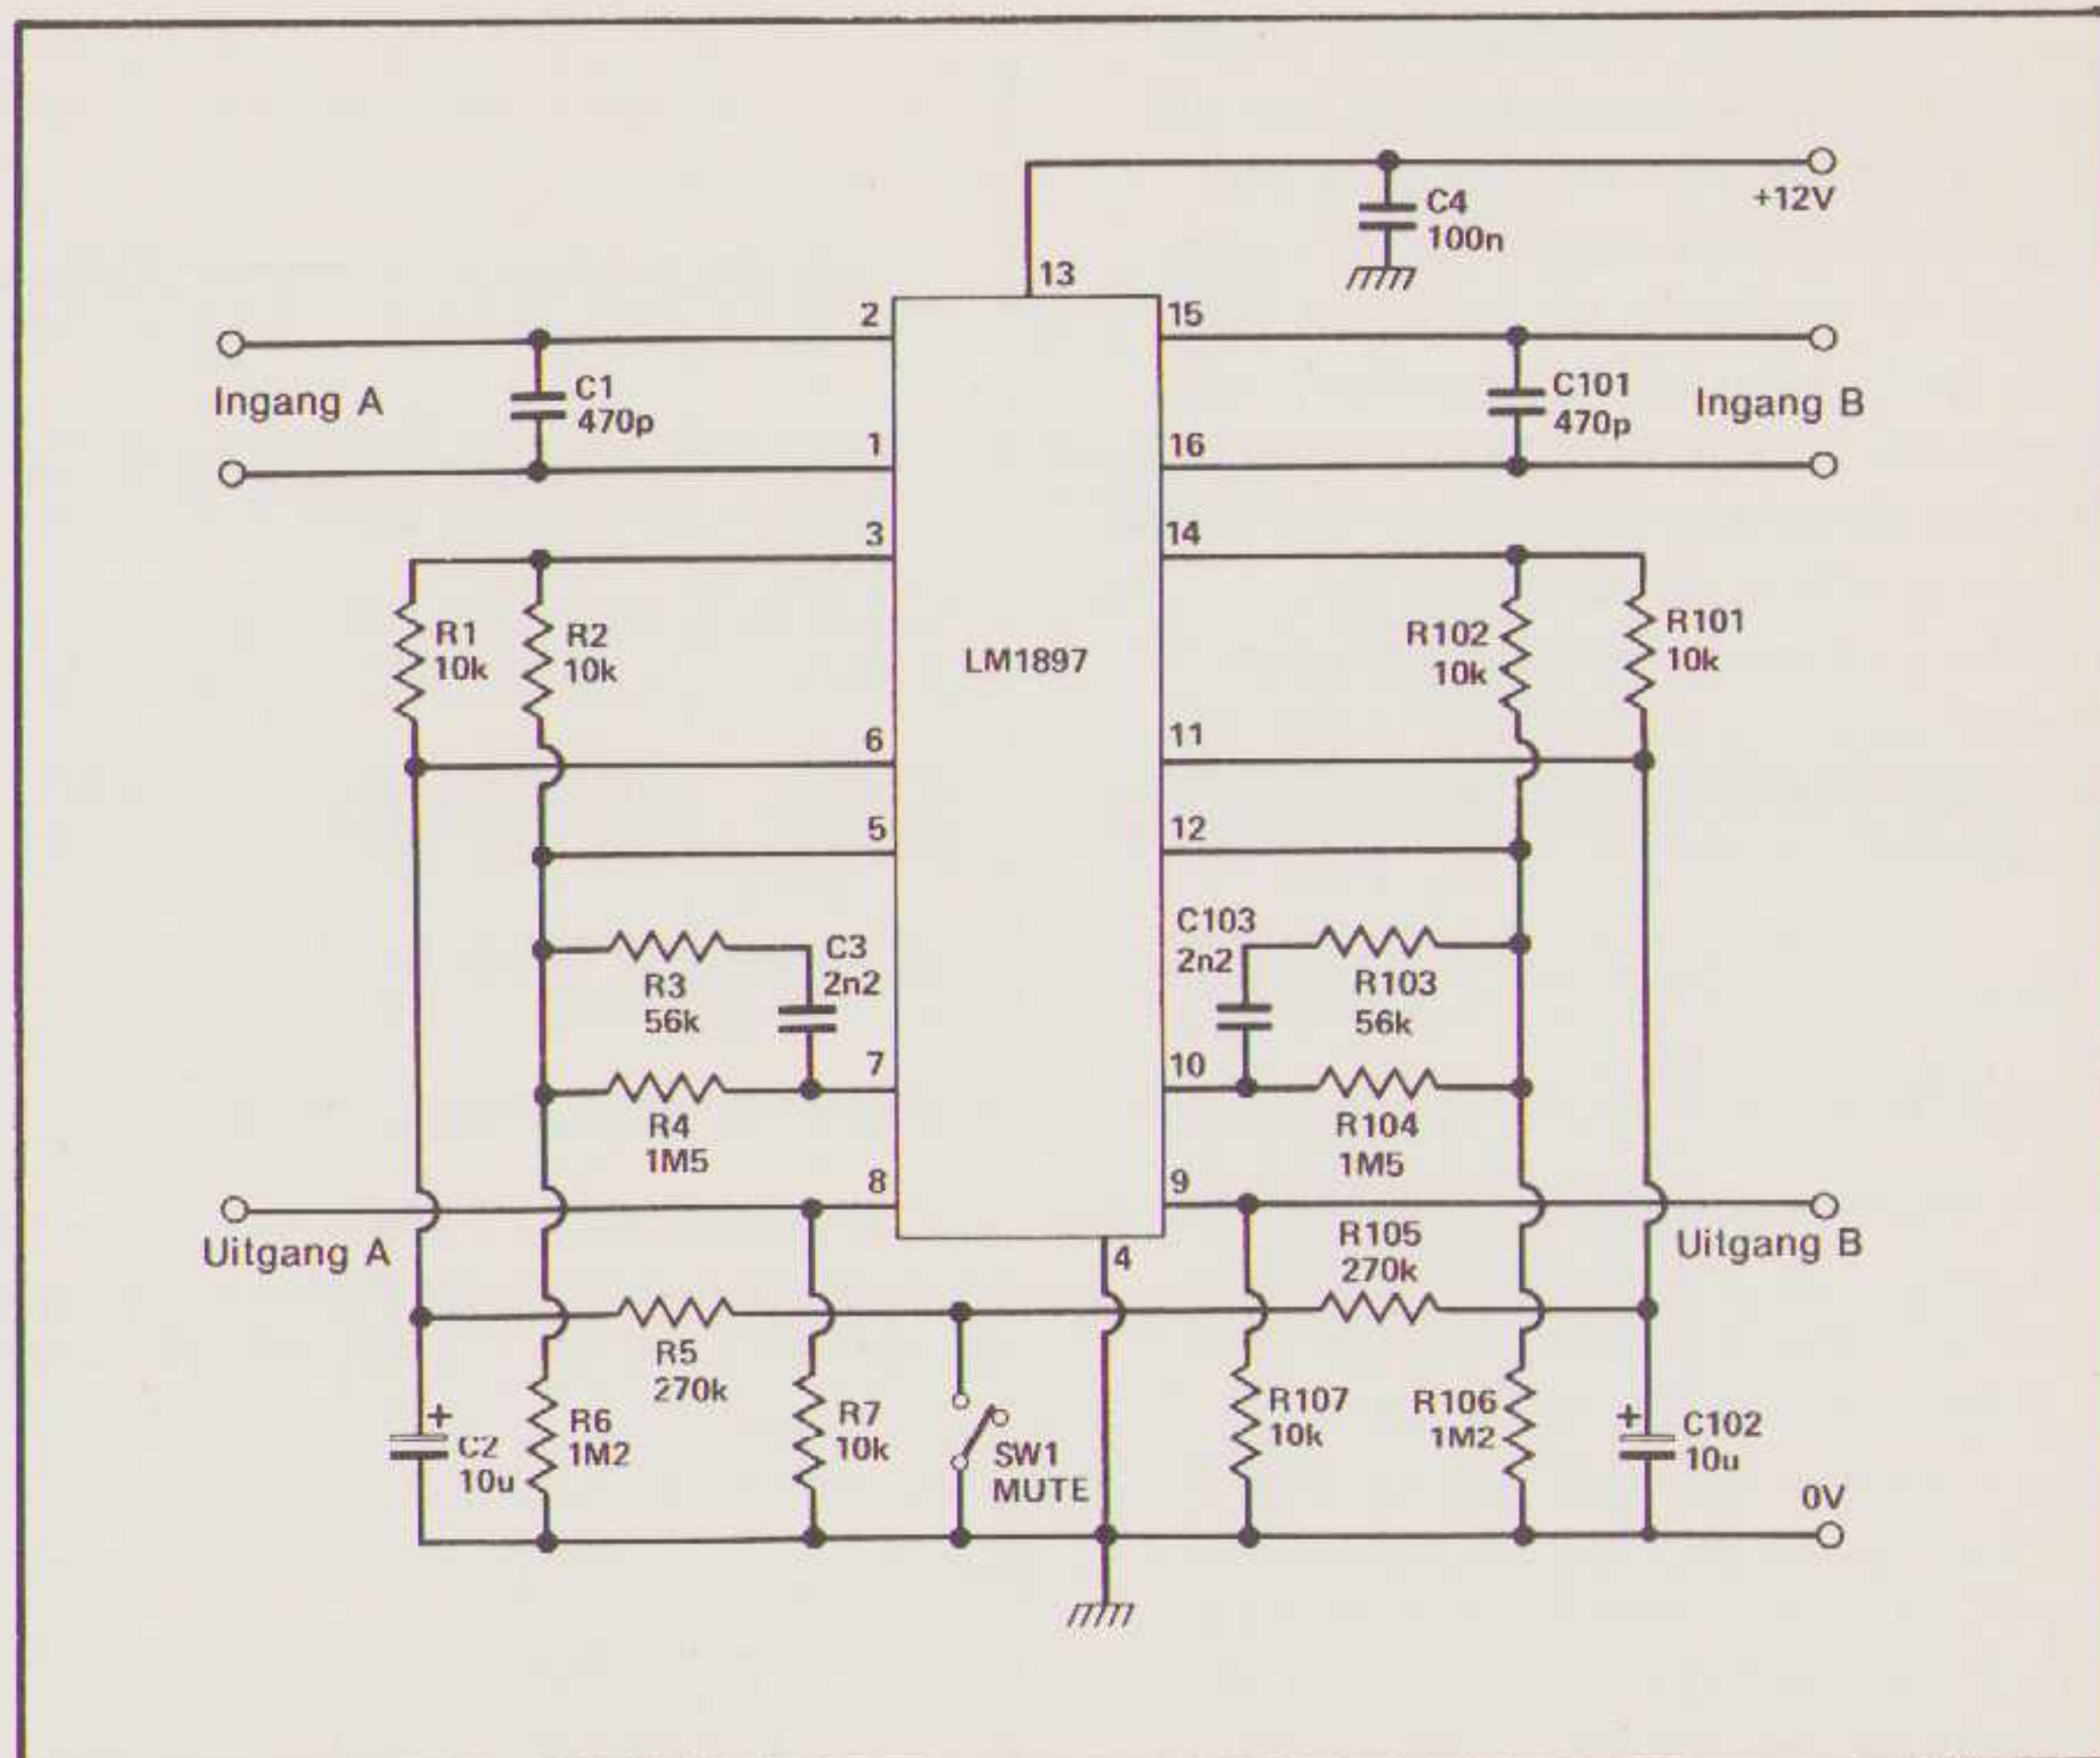 +12V
C4
100n
13
2
15
Ingang A
C1
470p
C101
470p
Ingang B
1
16
3
14
R1
10k
R2
10k
LM1897
R102
10k
R101
10k
6
11
5
12
C3
2n2
R3
56k
C103
2n2
R103
56k
7
10
R4
1M5
R104
1M5
8
9
Uitgang A
4
R105
270k
Uitgang B
R5
270k
+
C2
10u
R6
1M2
R7
10k
SW1
MUTE
R107
10k
R106
1M2
+
C102
10u
0V